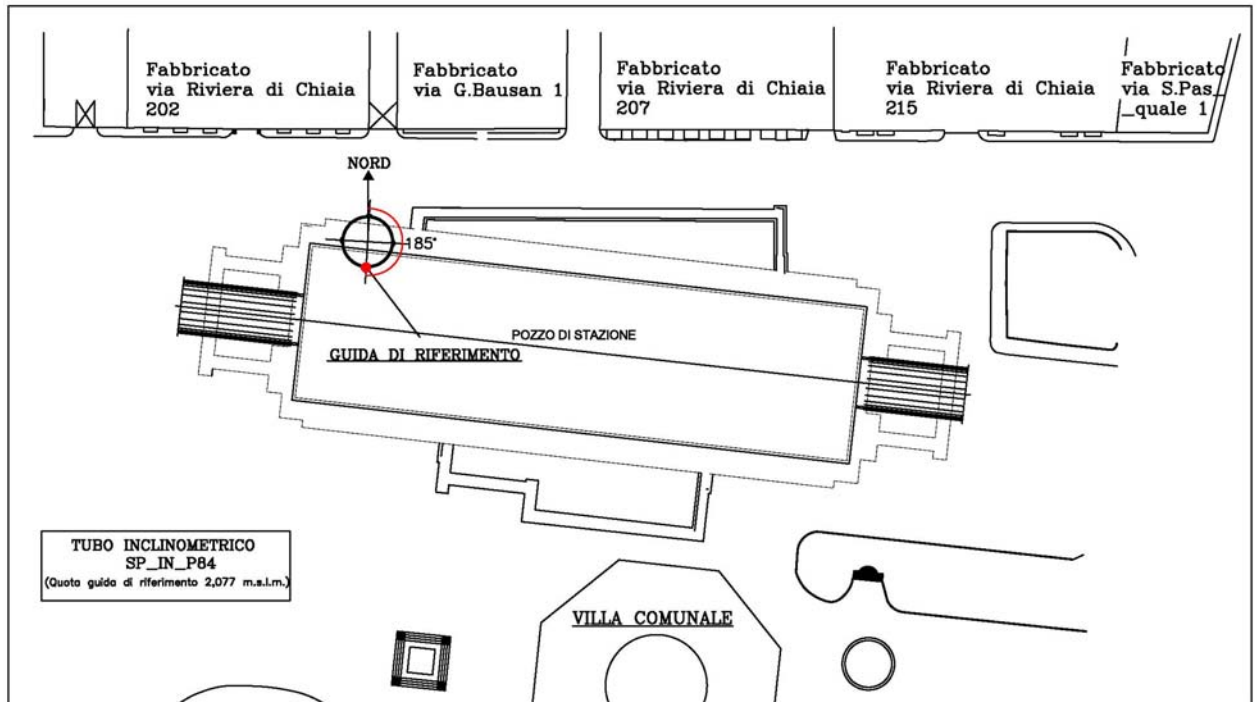 Fabbricato
via Riviera di Chiaia
202
Fabbricato
via G.Bausan 1
Fabbricato
via Riviera di Chiaia
207
Fabbricato
via Riviera di Chiaia
215
Fabbricato
via S.Pas_
_quale 1
NORD
185°
POZZO DI STAZIONE
GUIDA DI RIFERIMENTO
TUBO INCLINOMETRICO
SP_IN_P84
(Quota guida di riferimento 2,077 m.s.l.m.)
VILLA COMUNALE